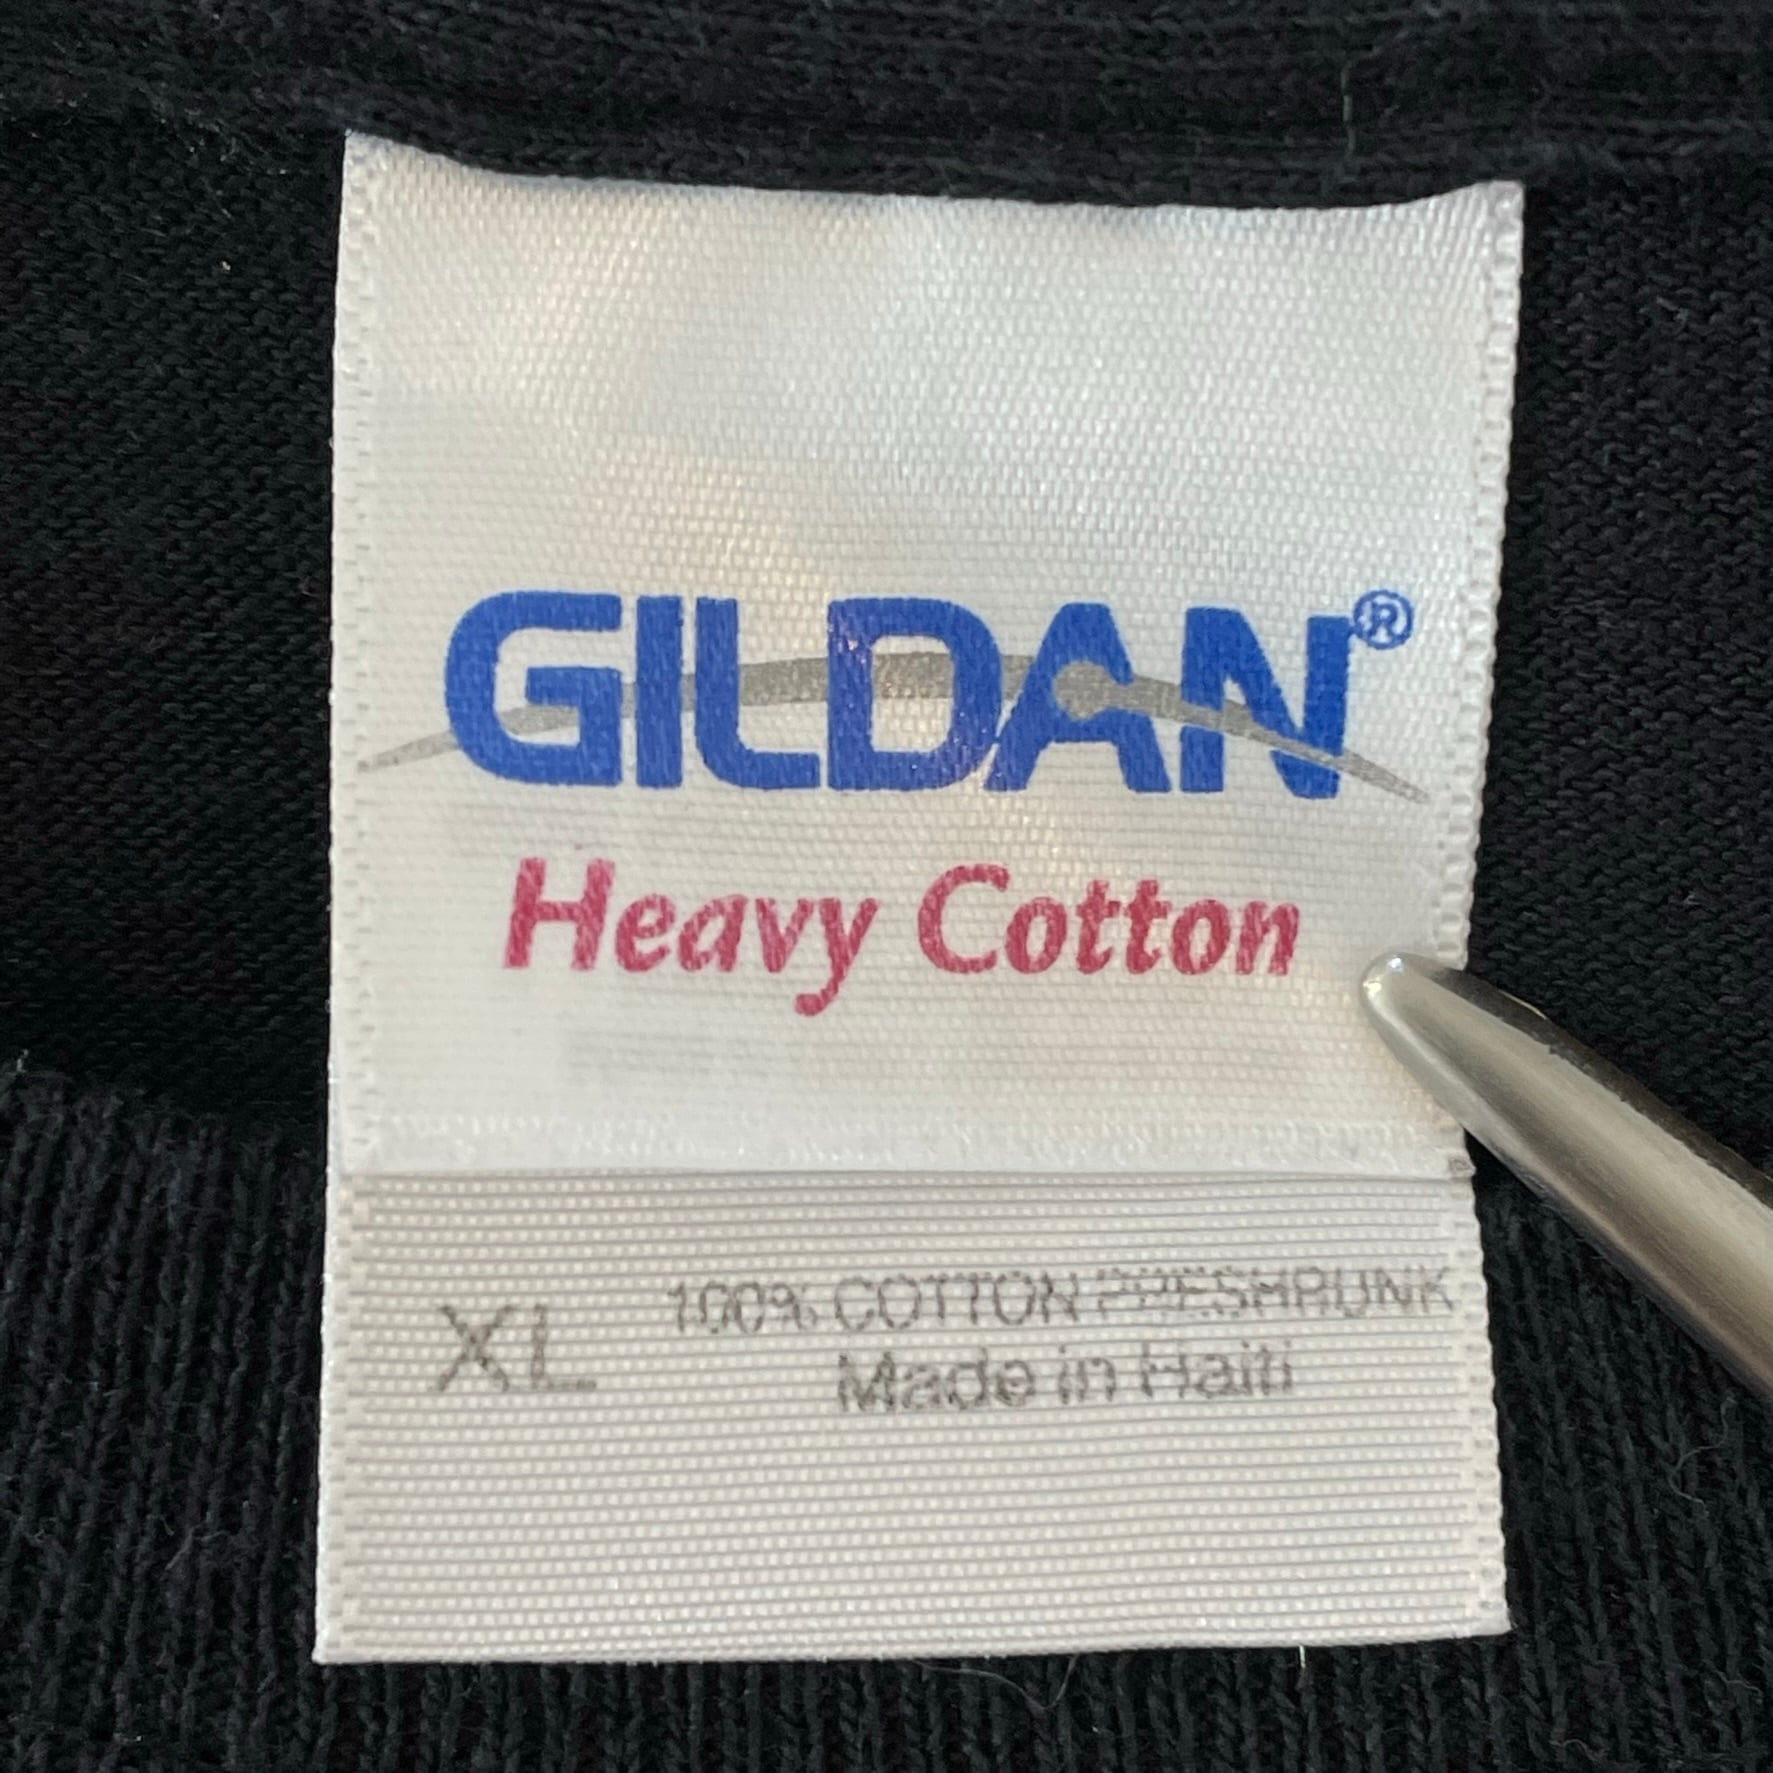 GILDAN®
Heavy Cotton
XL
100% COTTON PRESHRUNK
Made in Haiti